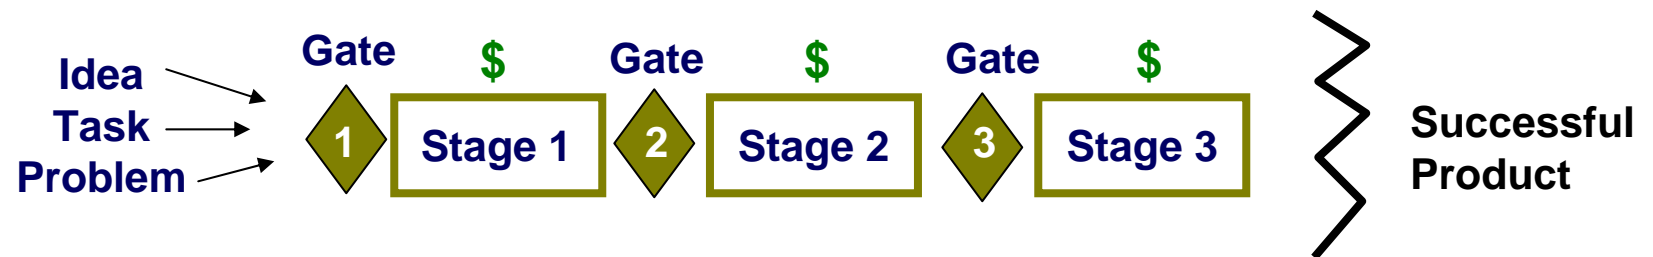 Idea
Task
Problem
Gate
1
$
Stage 1
Gate
2
$
Stage 2
Gate
3
$
Stage 3
Successful
Product